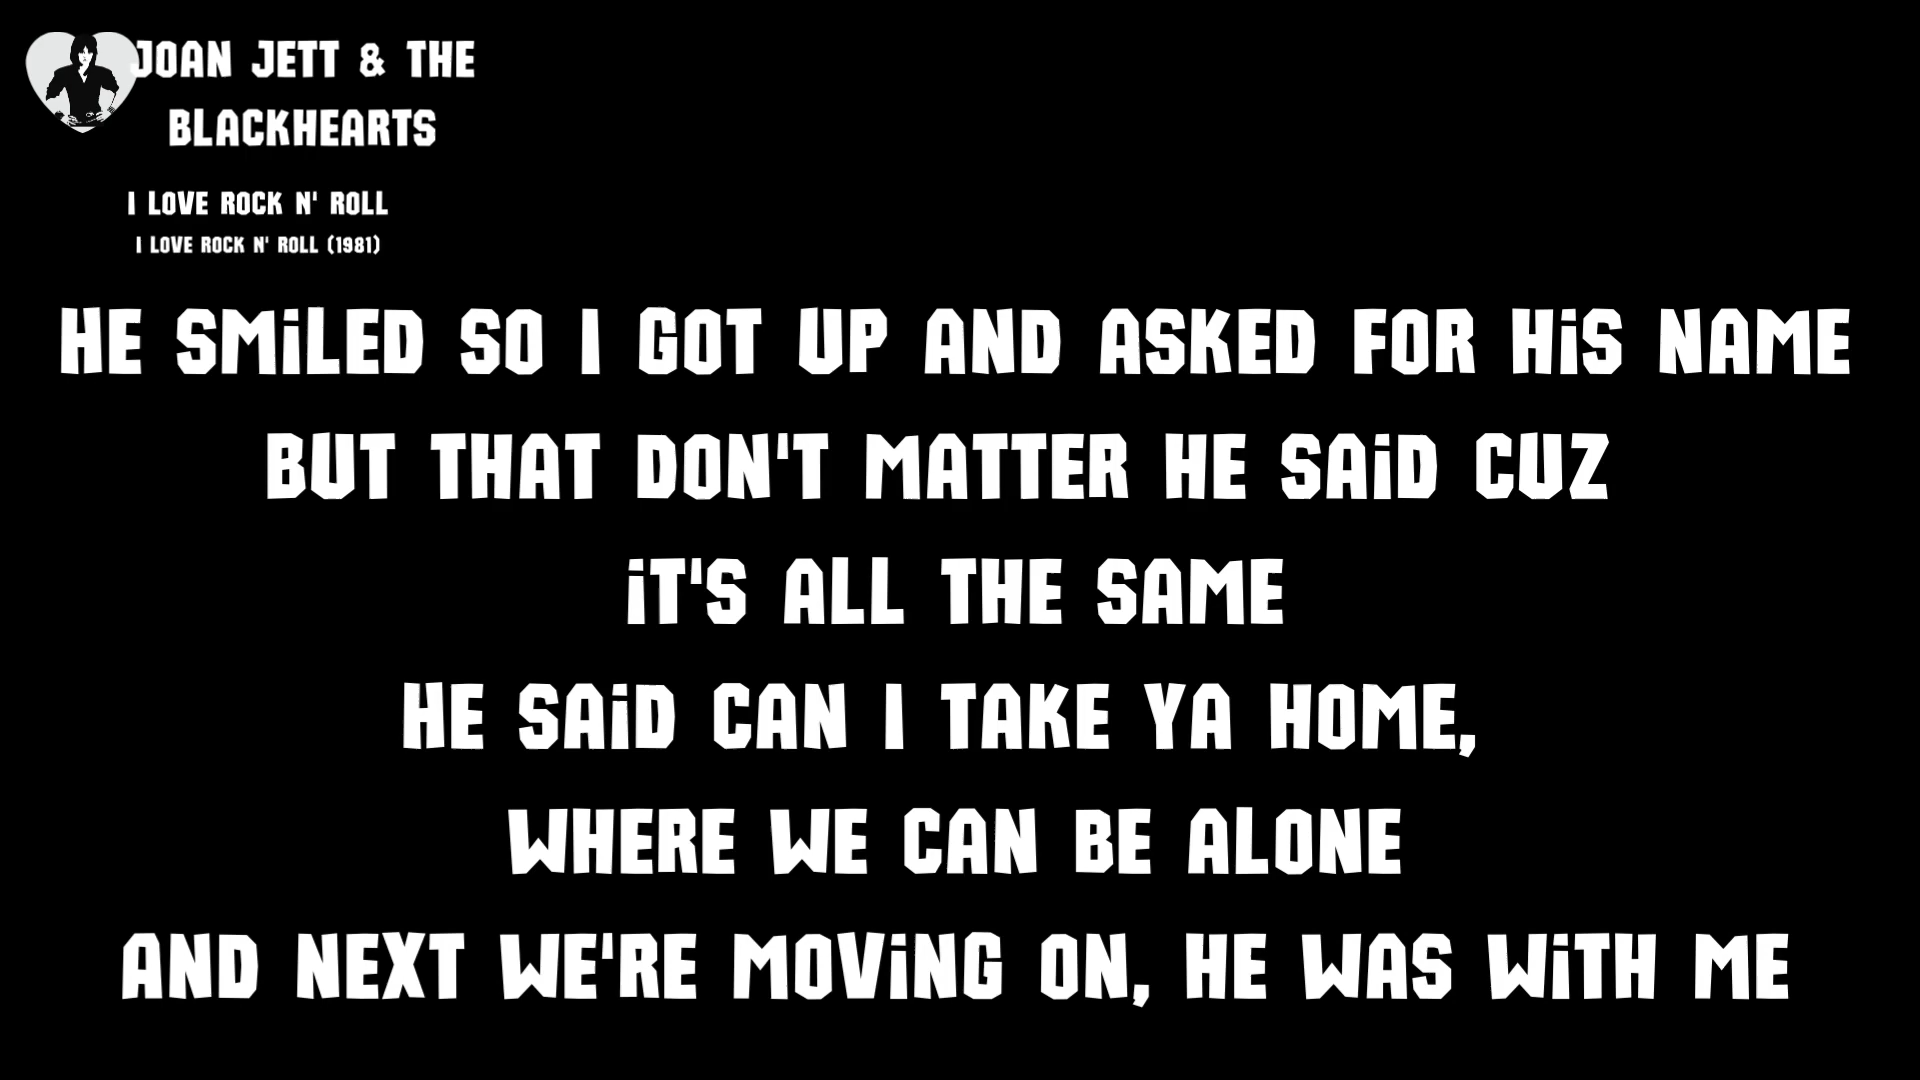 JOAN JETT & THE
BLACKHEARTS
I LOVE ROCK N' ROLL
I LOVE ROCK N' ROLL (1981)
HE SMiLED SO I GOT UP AND ASKED FOR HiS NAME
BUT THAT DON'T MATTER HE SAiD CUZ
iT'S ALL THE SAME
HE SAiD CAN I TAKE YA HOME,
WHERE WE CAN BE ALONE
AND NEXT WE'RE MOViNG ON, HE WAS WiTH ME